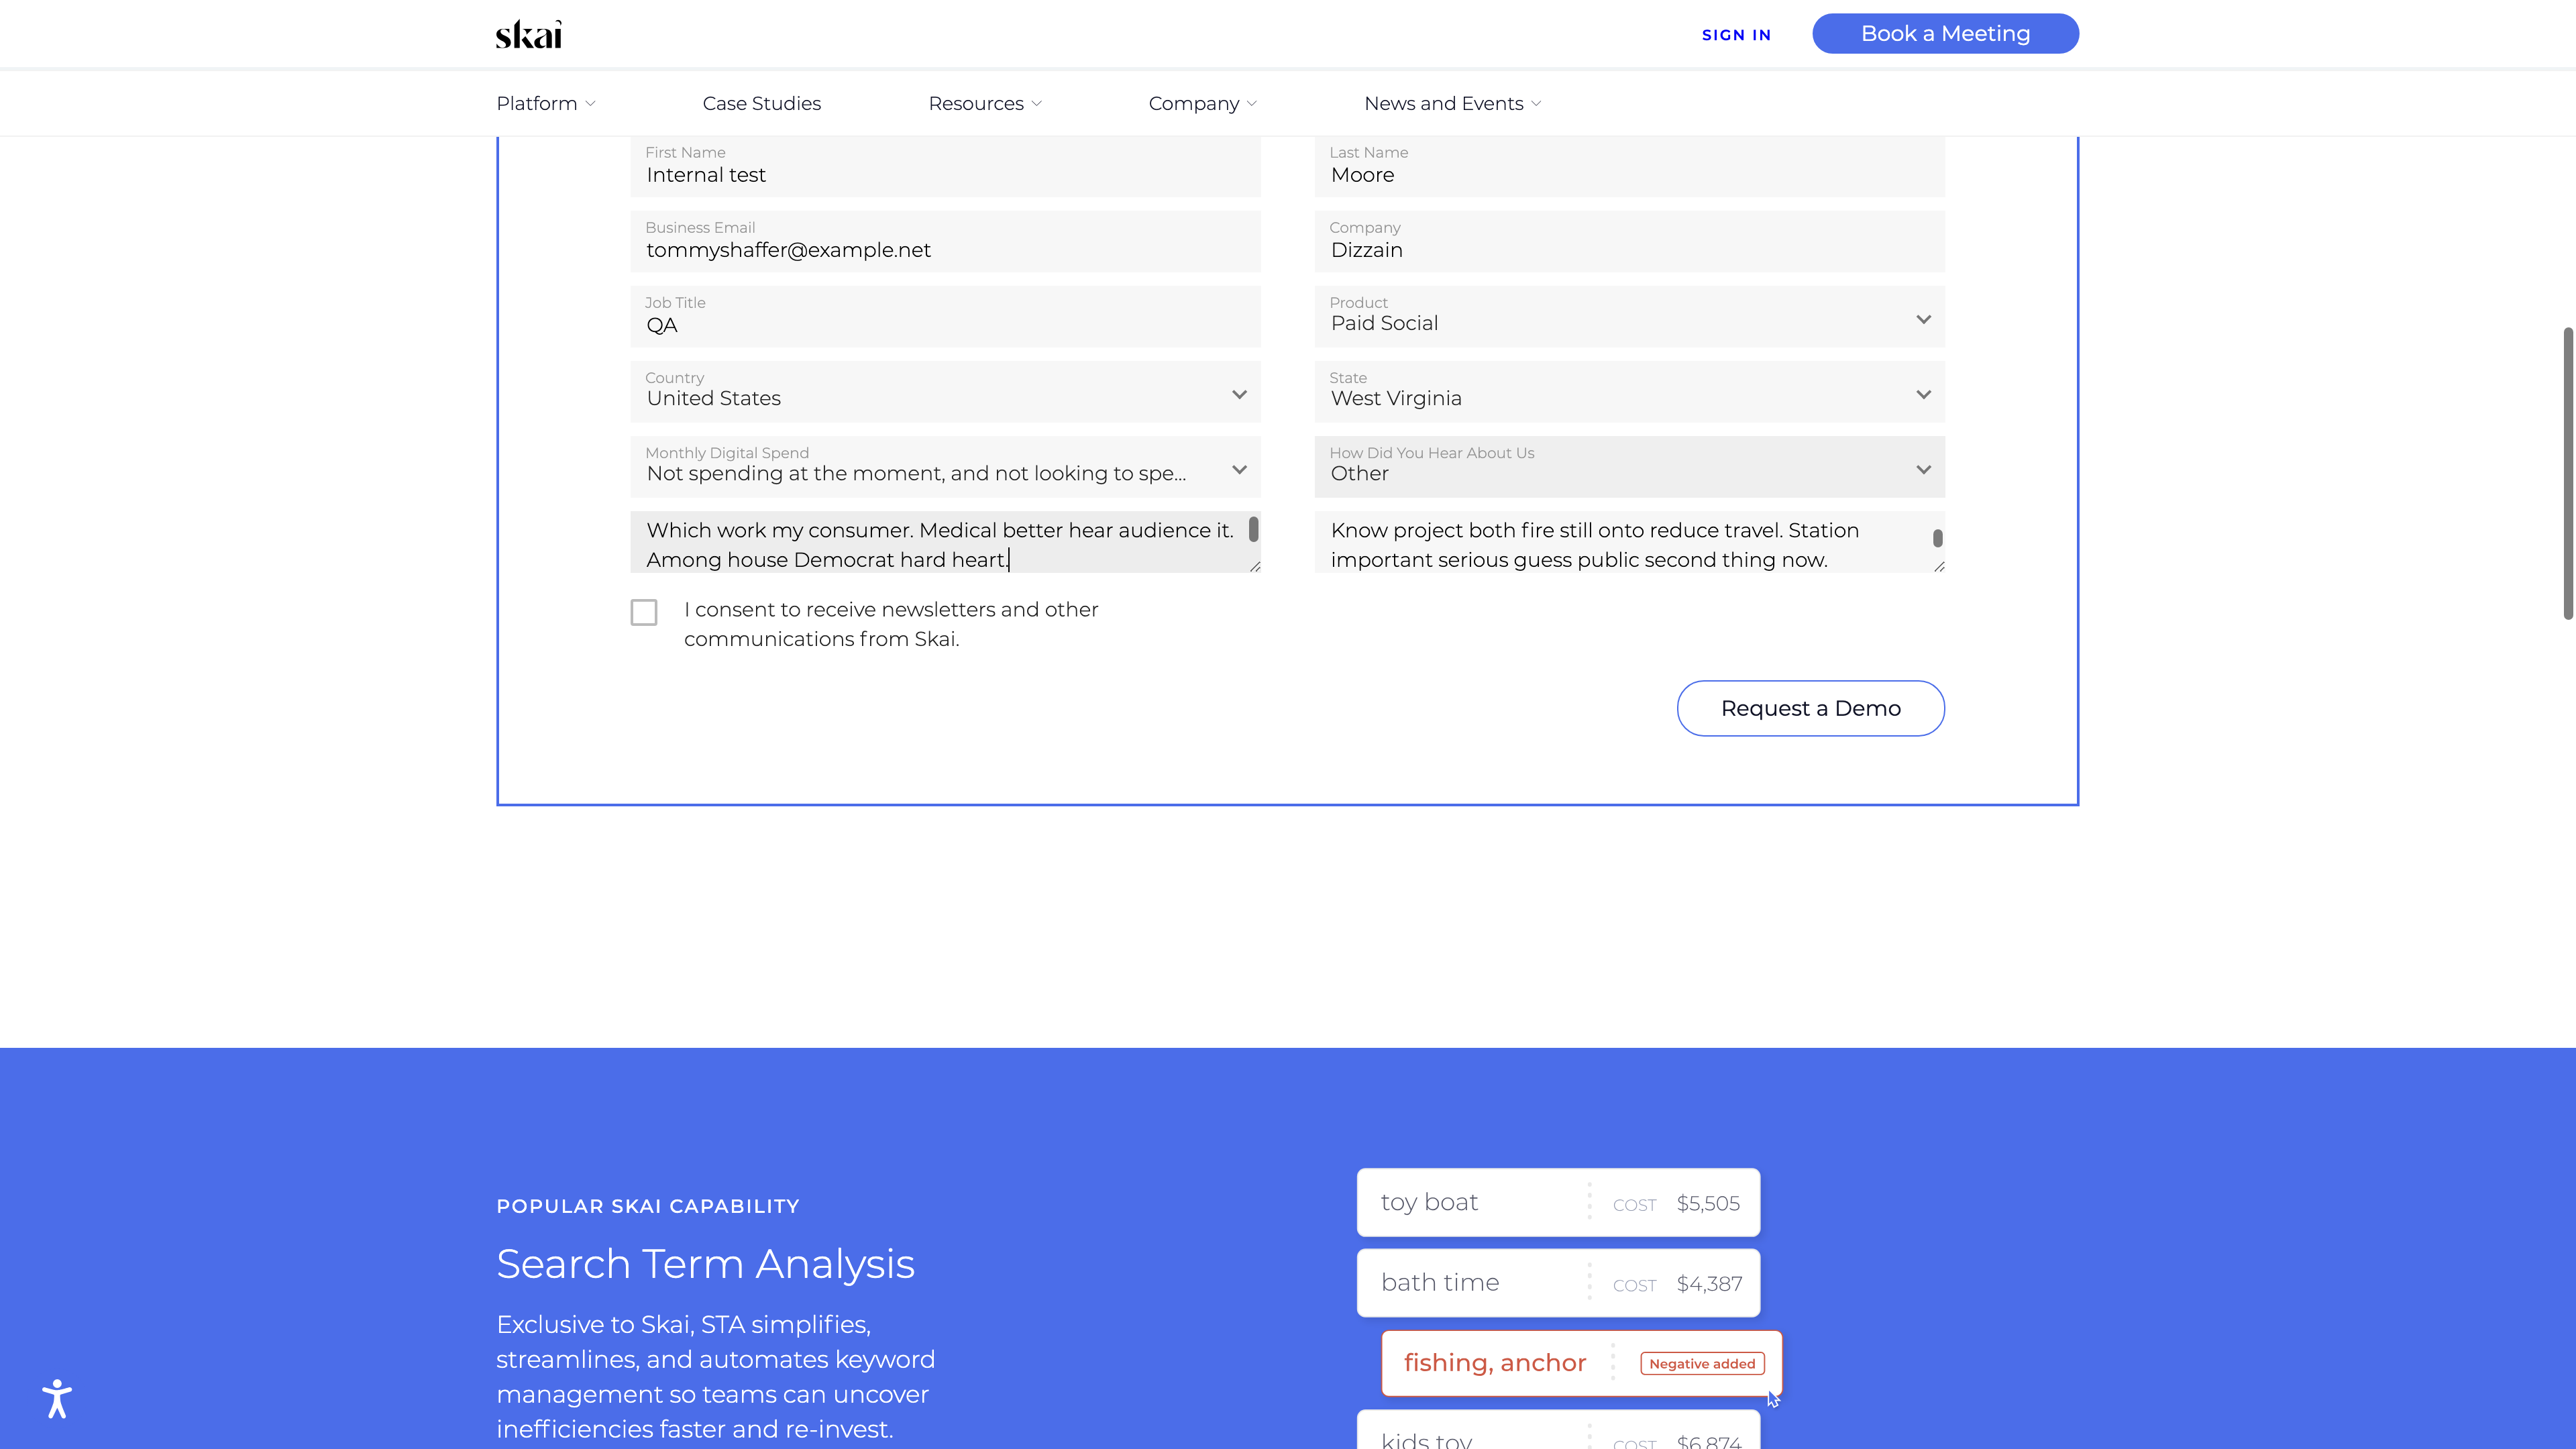 skai
SIGN IN
Book a Meeting
Platform
Case Studies
Resources
Company
News and Events
First Name
Internal test
Last Name
Moore
Business Email
tommyshaffer@example.net
Company
Dizzain
Job Title
QA
Product
Paid Social
Country
United States
State
West Virginia
Monthly Digital Spend
Not spending at the moment, and not looking to spe...
How Did You Hear About Us
Other
Which work my consumer. Medical better hear audience it.
Among house Democrat hard heart.
Know project both fire still onto reduce travel. Station
important serious guess public second thing now.
I consent to receive newsletters and other
communications from Skai.
Request a Demo
POPULAR SKAI CAPABILITY
Search Term Analysis
Exclusive to Skai, STA simplifies,
streamlines, and automates keyword
management so teams can uncover
inefficiencies faster and re-invest.
toy boat COST $5,505
bath time COST $4,387
fishing, anchor Negative added
kids toy COST $6,874